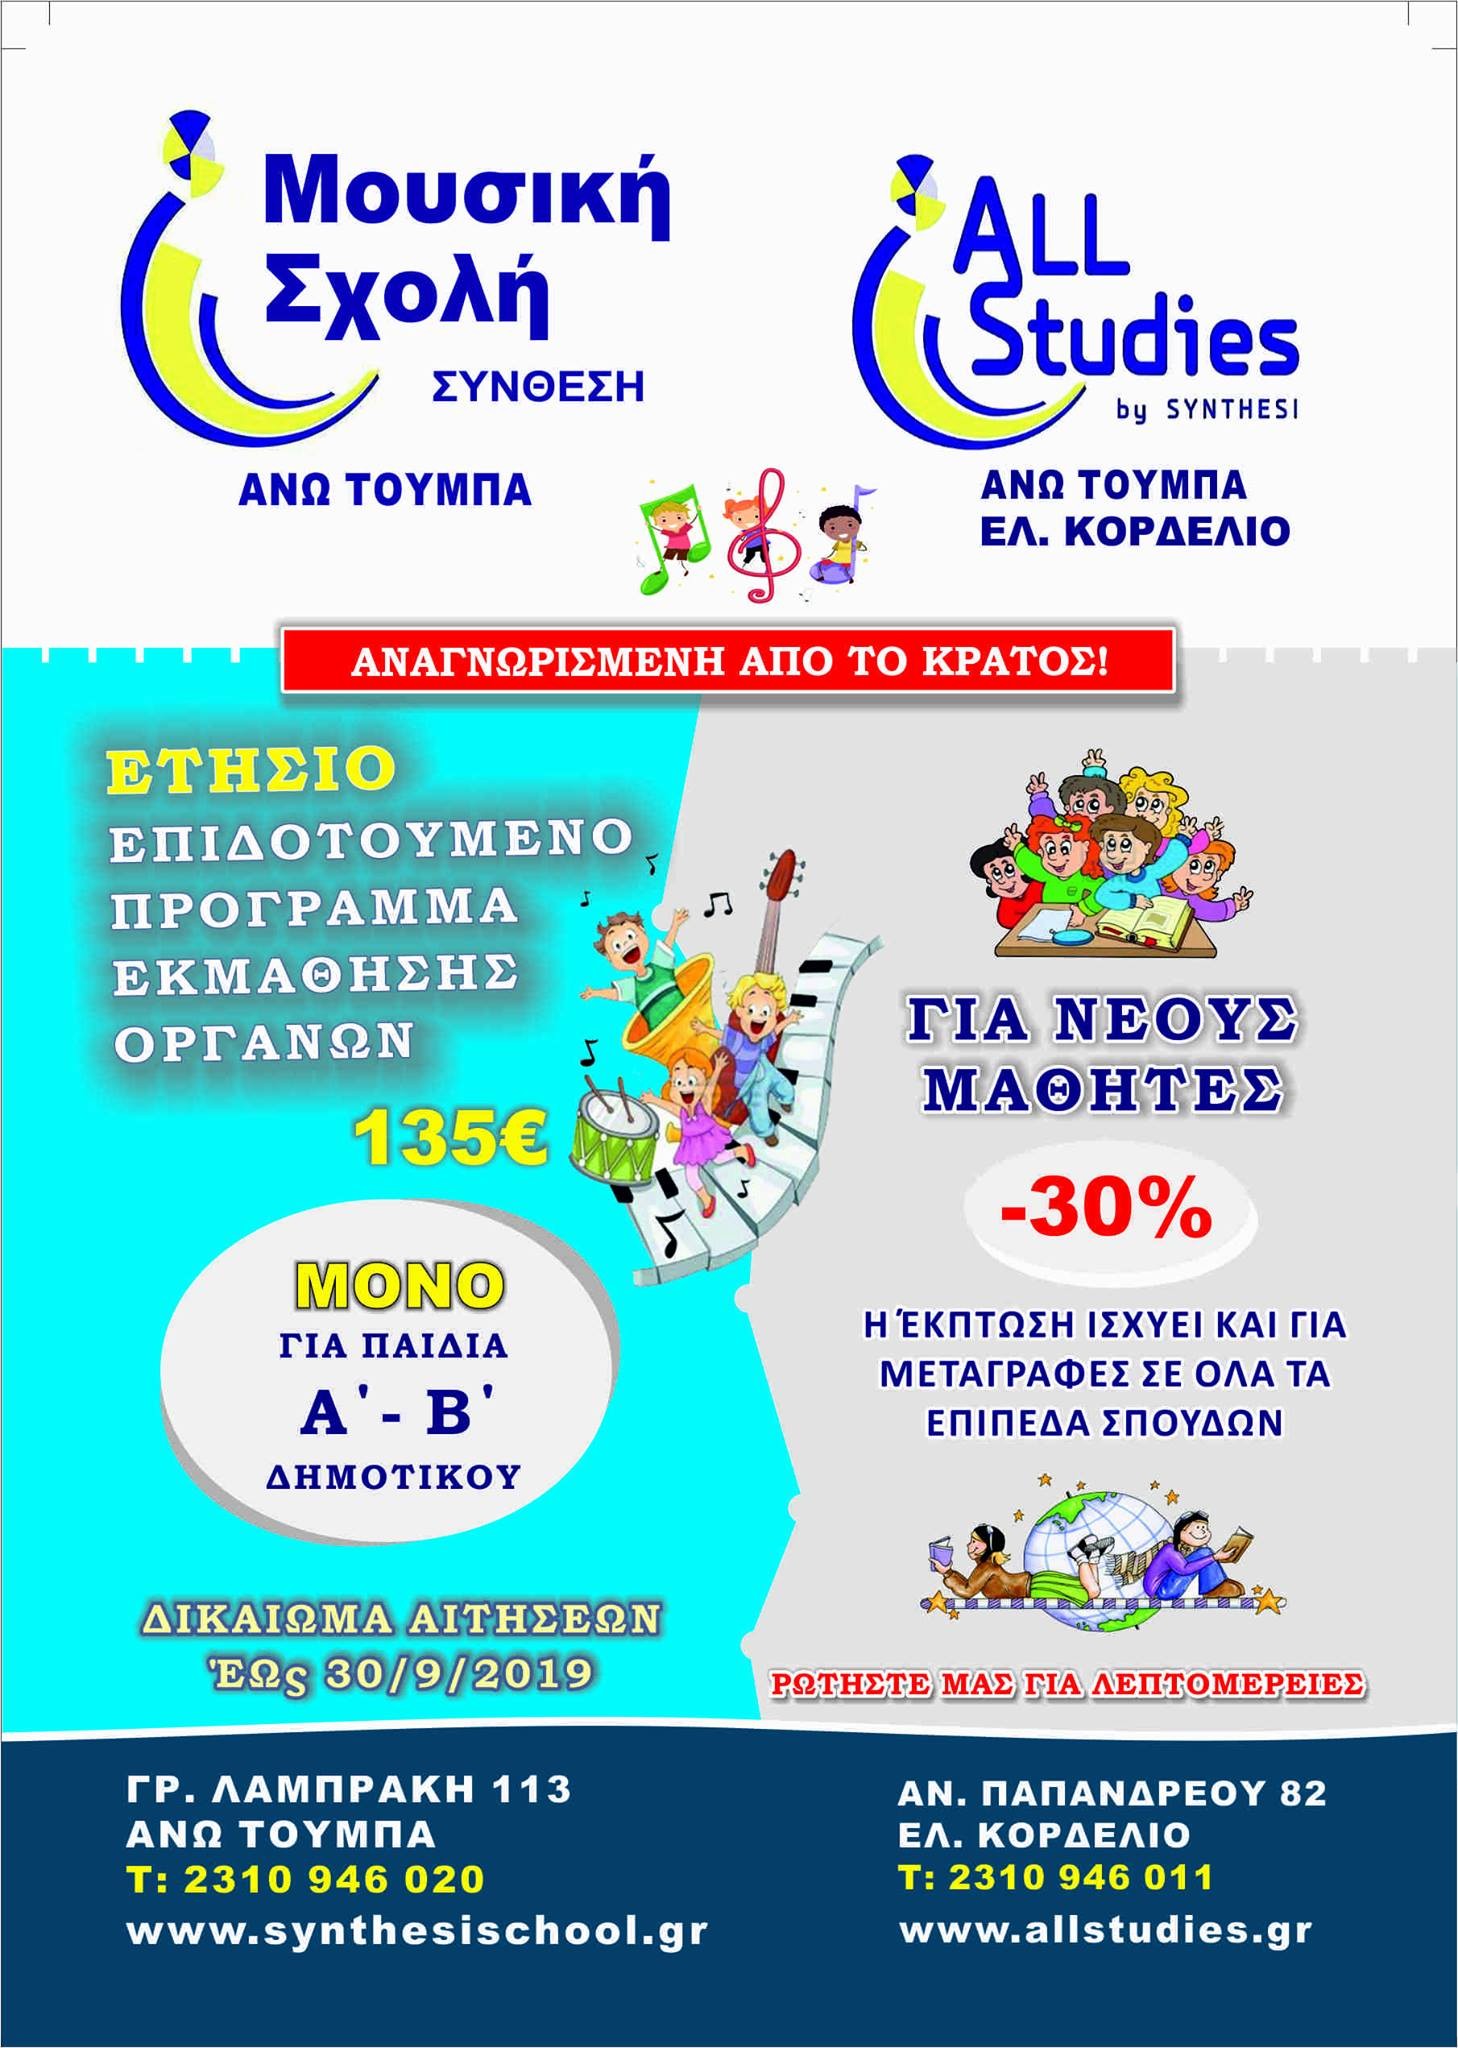 Μουσική
Σχολή
ΣΥΝΘΕΣΗ
ΑΝΩ ΤΟΥΜΠΑ
ALL
Studies
by SYNTHESI
ΑΝΩ ΤΟΥΜΠΑ
ΕΛ. ΚΟΡΔΕΛΙΟ
ΑΝΑΓΝΩΡΙΣΜΕΝΗ ΑΠΟ ΤΟ ΚΡΑΤΟΣ!
ΕΤΗΣΙΟ
ΕΠΙΔΟΤΟΥΜΕΝΟ
ΠΡΟΓΡΑΜΜΑ
ΕΚΜΑΘΗΣΗΣ
ΟΡΓΑΝΩΝ
135€
ΜΟΝΟ
ΓΙΑ ΠΑΙΔΙΑ
Α΄- Β΄
ΔΗΜΟΤΙΚΟΥ
ΔΙΚΑΙΩΜΑ ΑΙΤΗΣΕΩΝ
ΈΩς 30/9/2019
ΓΙΑ ΝΕΟΥΣ
ΜΑΘΗΤΕΣ
-30%
Η ΈΚΠΤΩΣΗ ΙΣΧΥΕΙ ΚΑΙ ΓΙΑ
ΜΕΤΑΓΡΑΦΕΣ ΣΕ ΟΛΑ ΤΑ
ΕΠΙΠΕΔΑ ΣΠΟΥΔΩΝ
ΡΩΤΗΣΤΕ ΜΑΣ ΓΙΑ ΛΕΠΤΟΜΕΡΕΙΕΣ
ΓΡ. ΛΑΜΠΡΑΚΗ 113
ΑΝΩ ΤΟΥΜΠΑ
Τ: 2310 946 020
www.synthesischool.gr
ΑΝ. ΠΑΠΑΝΔΡΕΟΥ 82
ΕΛ. ΚΟΡΔΕΛΙΟ
Τ: 2310 946 011
www.allstudies.gr